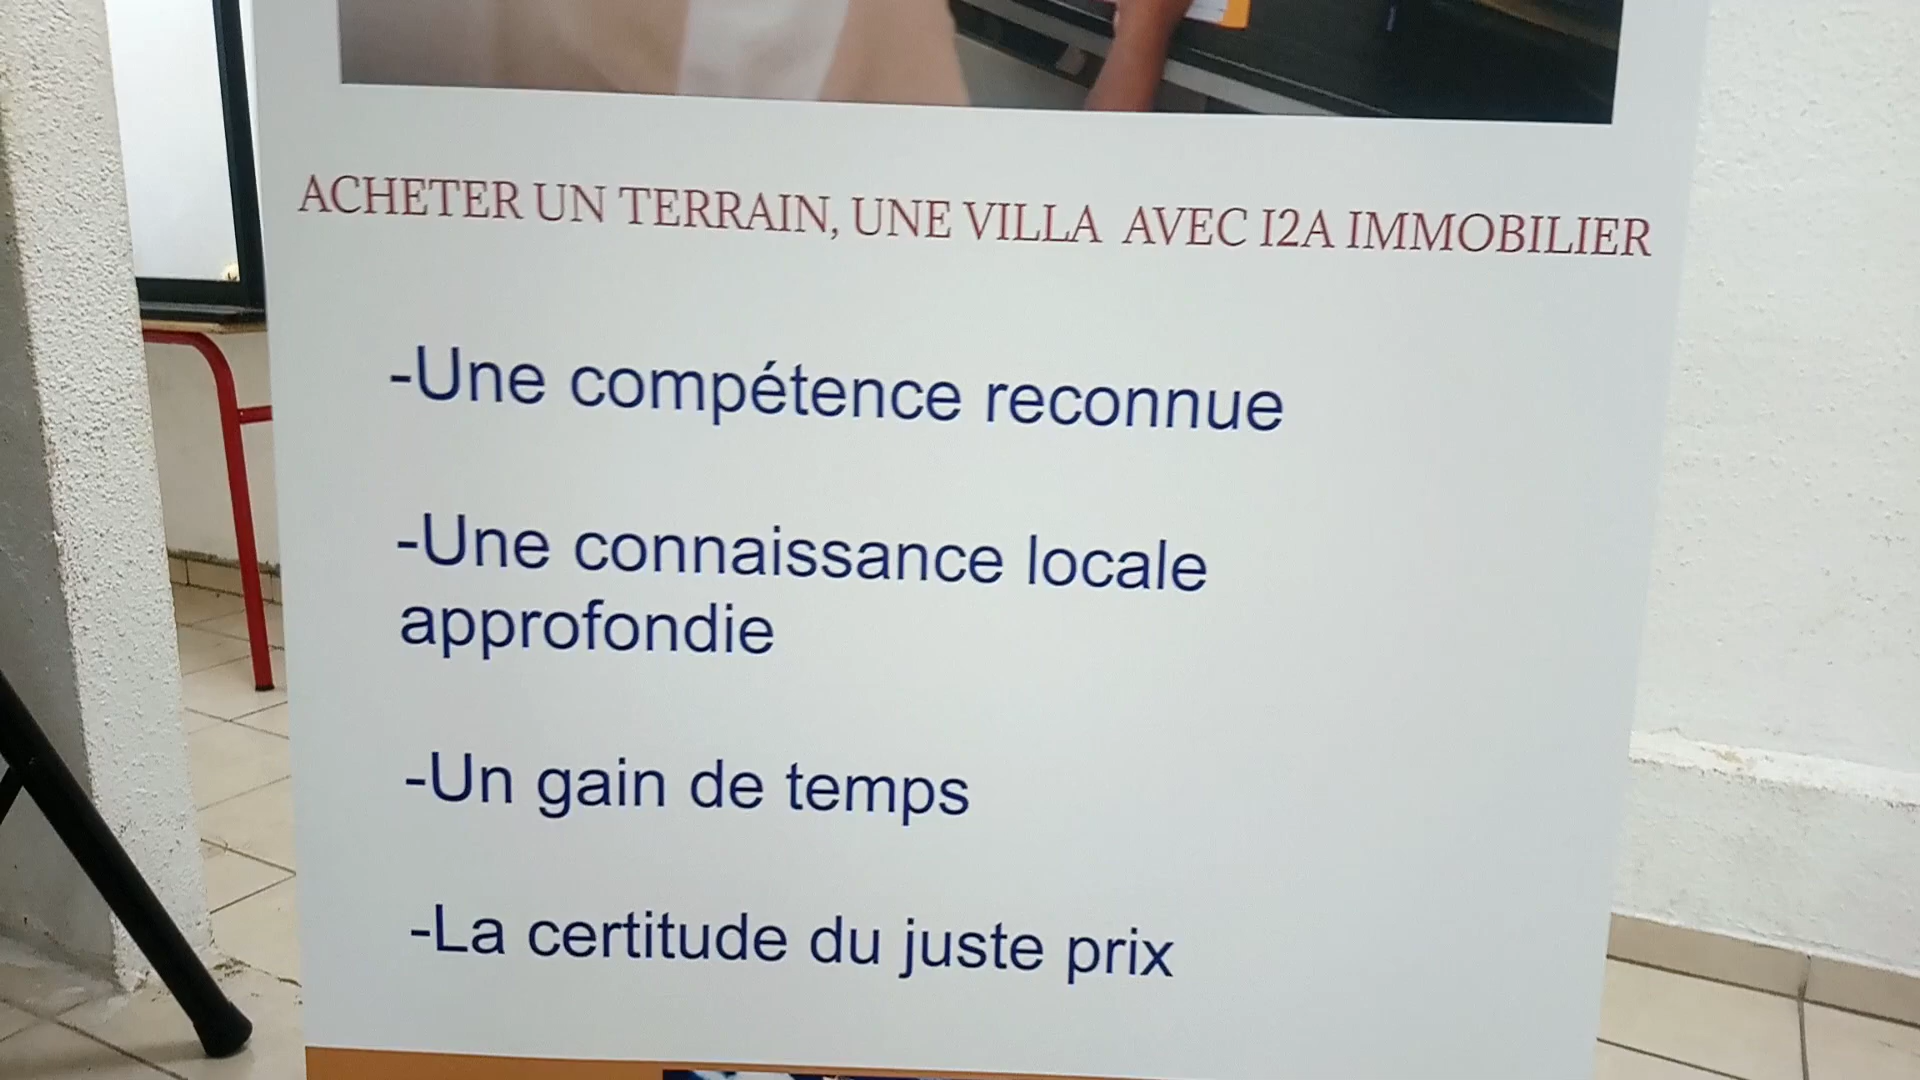 ACHETER UN TERRAIN, UNE VILLA AVEC I2A IMMOBILIER
-Une compétence reconnue
-Une connaissance locale
approfondie
-Un gain de temps
-La certitude du juste prix